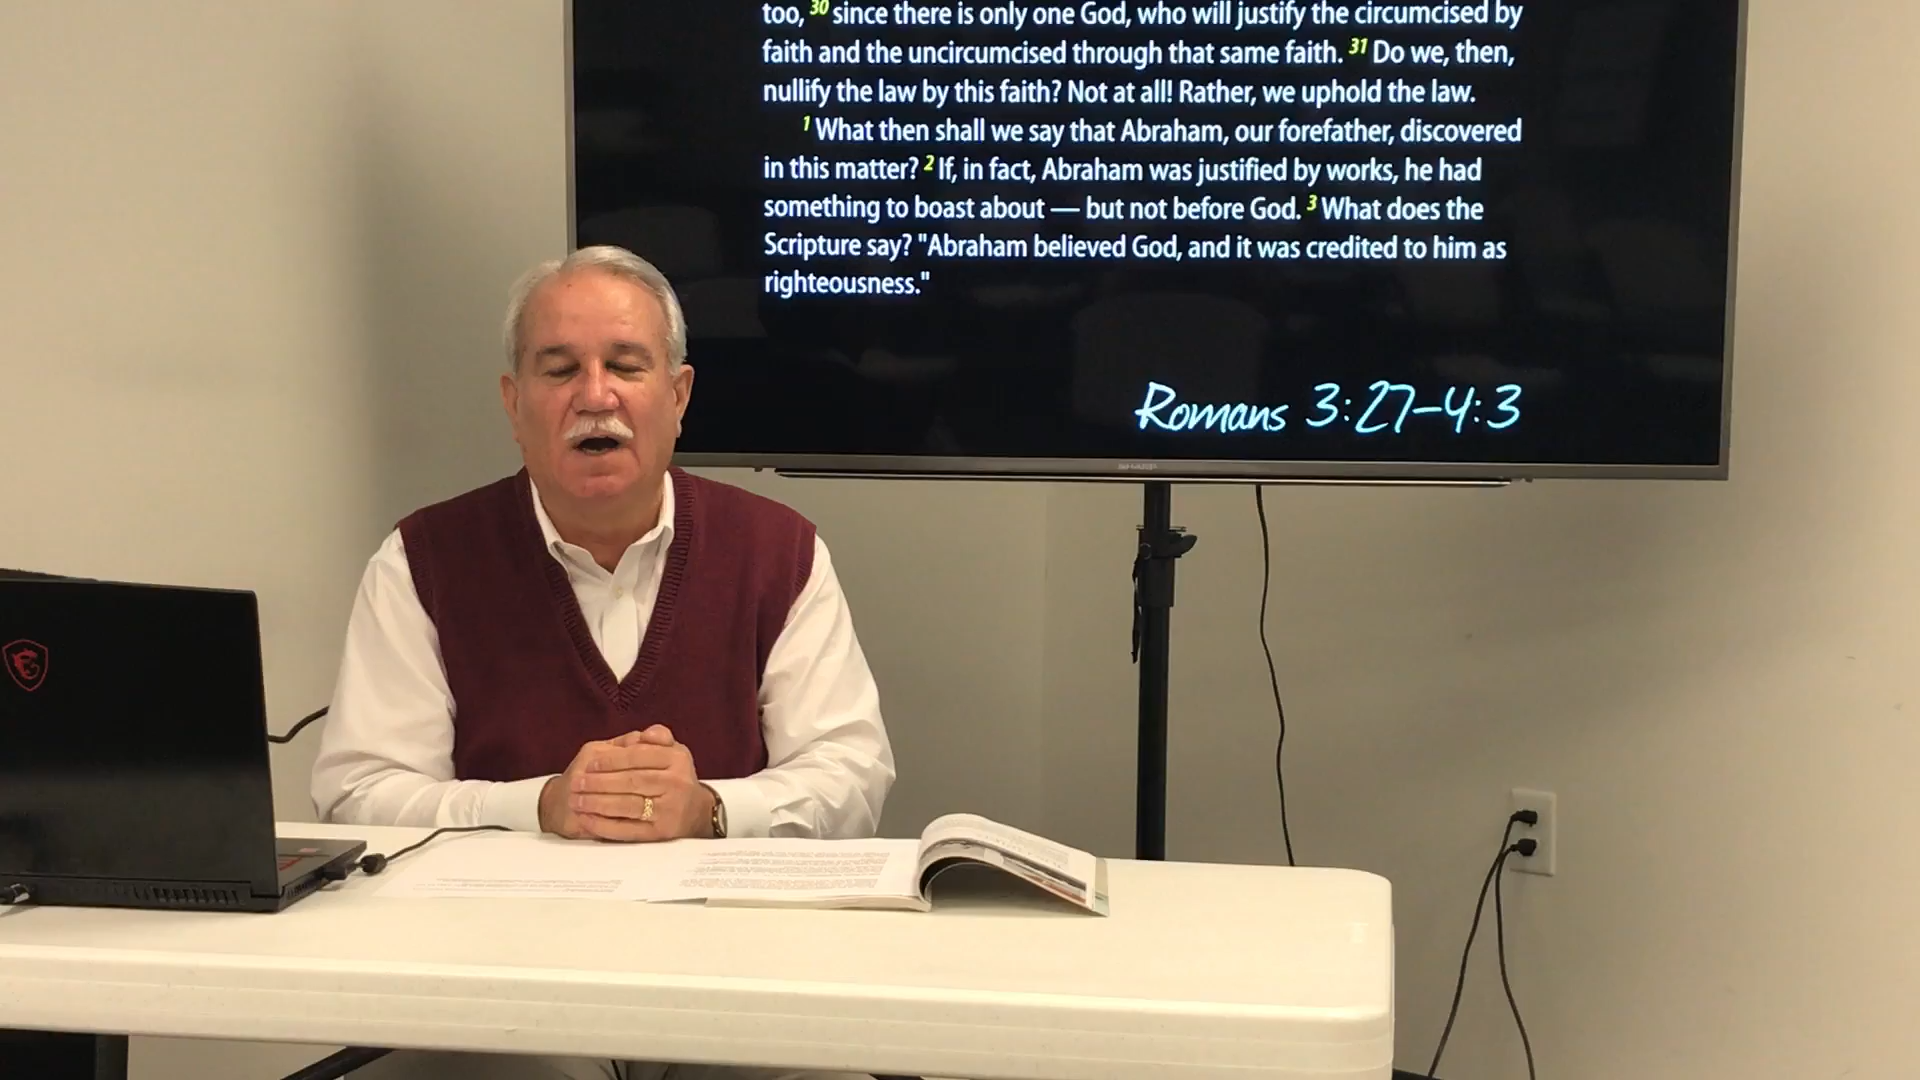 too, 30 since there is only one God, who will justify the circumcised by
faith and the uncircumcised through that same faith. 31 Do we, then,
nullify the law by this faith? Not at all! Rather, we uphold the law.
1 What then shall we say that Abraham, our forefather, discovered
in this matter? 2 If, in fact, Abraham was justified by works, he had
something to boast about — but not before God. 3 What does the
Scripture say? "Abraham believed God, and it was credited to him as
righteousness."
Romans 3:27–4:3
SHARP